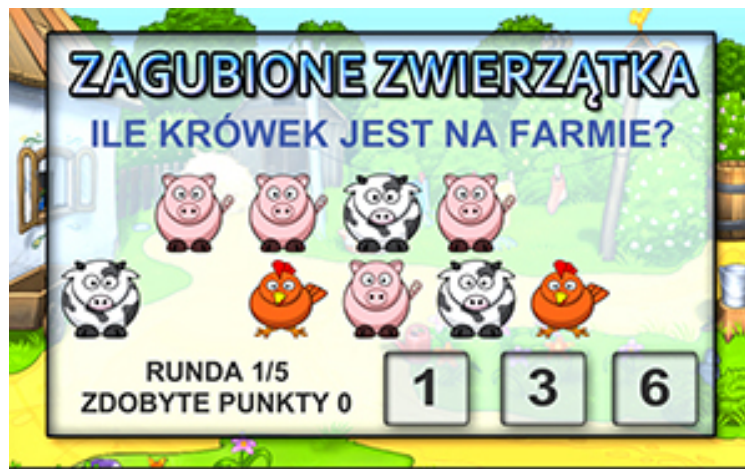 ZAGUBIONE ZWIERZĄTKA
ILE KRÓWEK JEST NA FARMIE?
RUNDA 1/5
ZDOBYTE PUNKTY 0
1 3 6